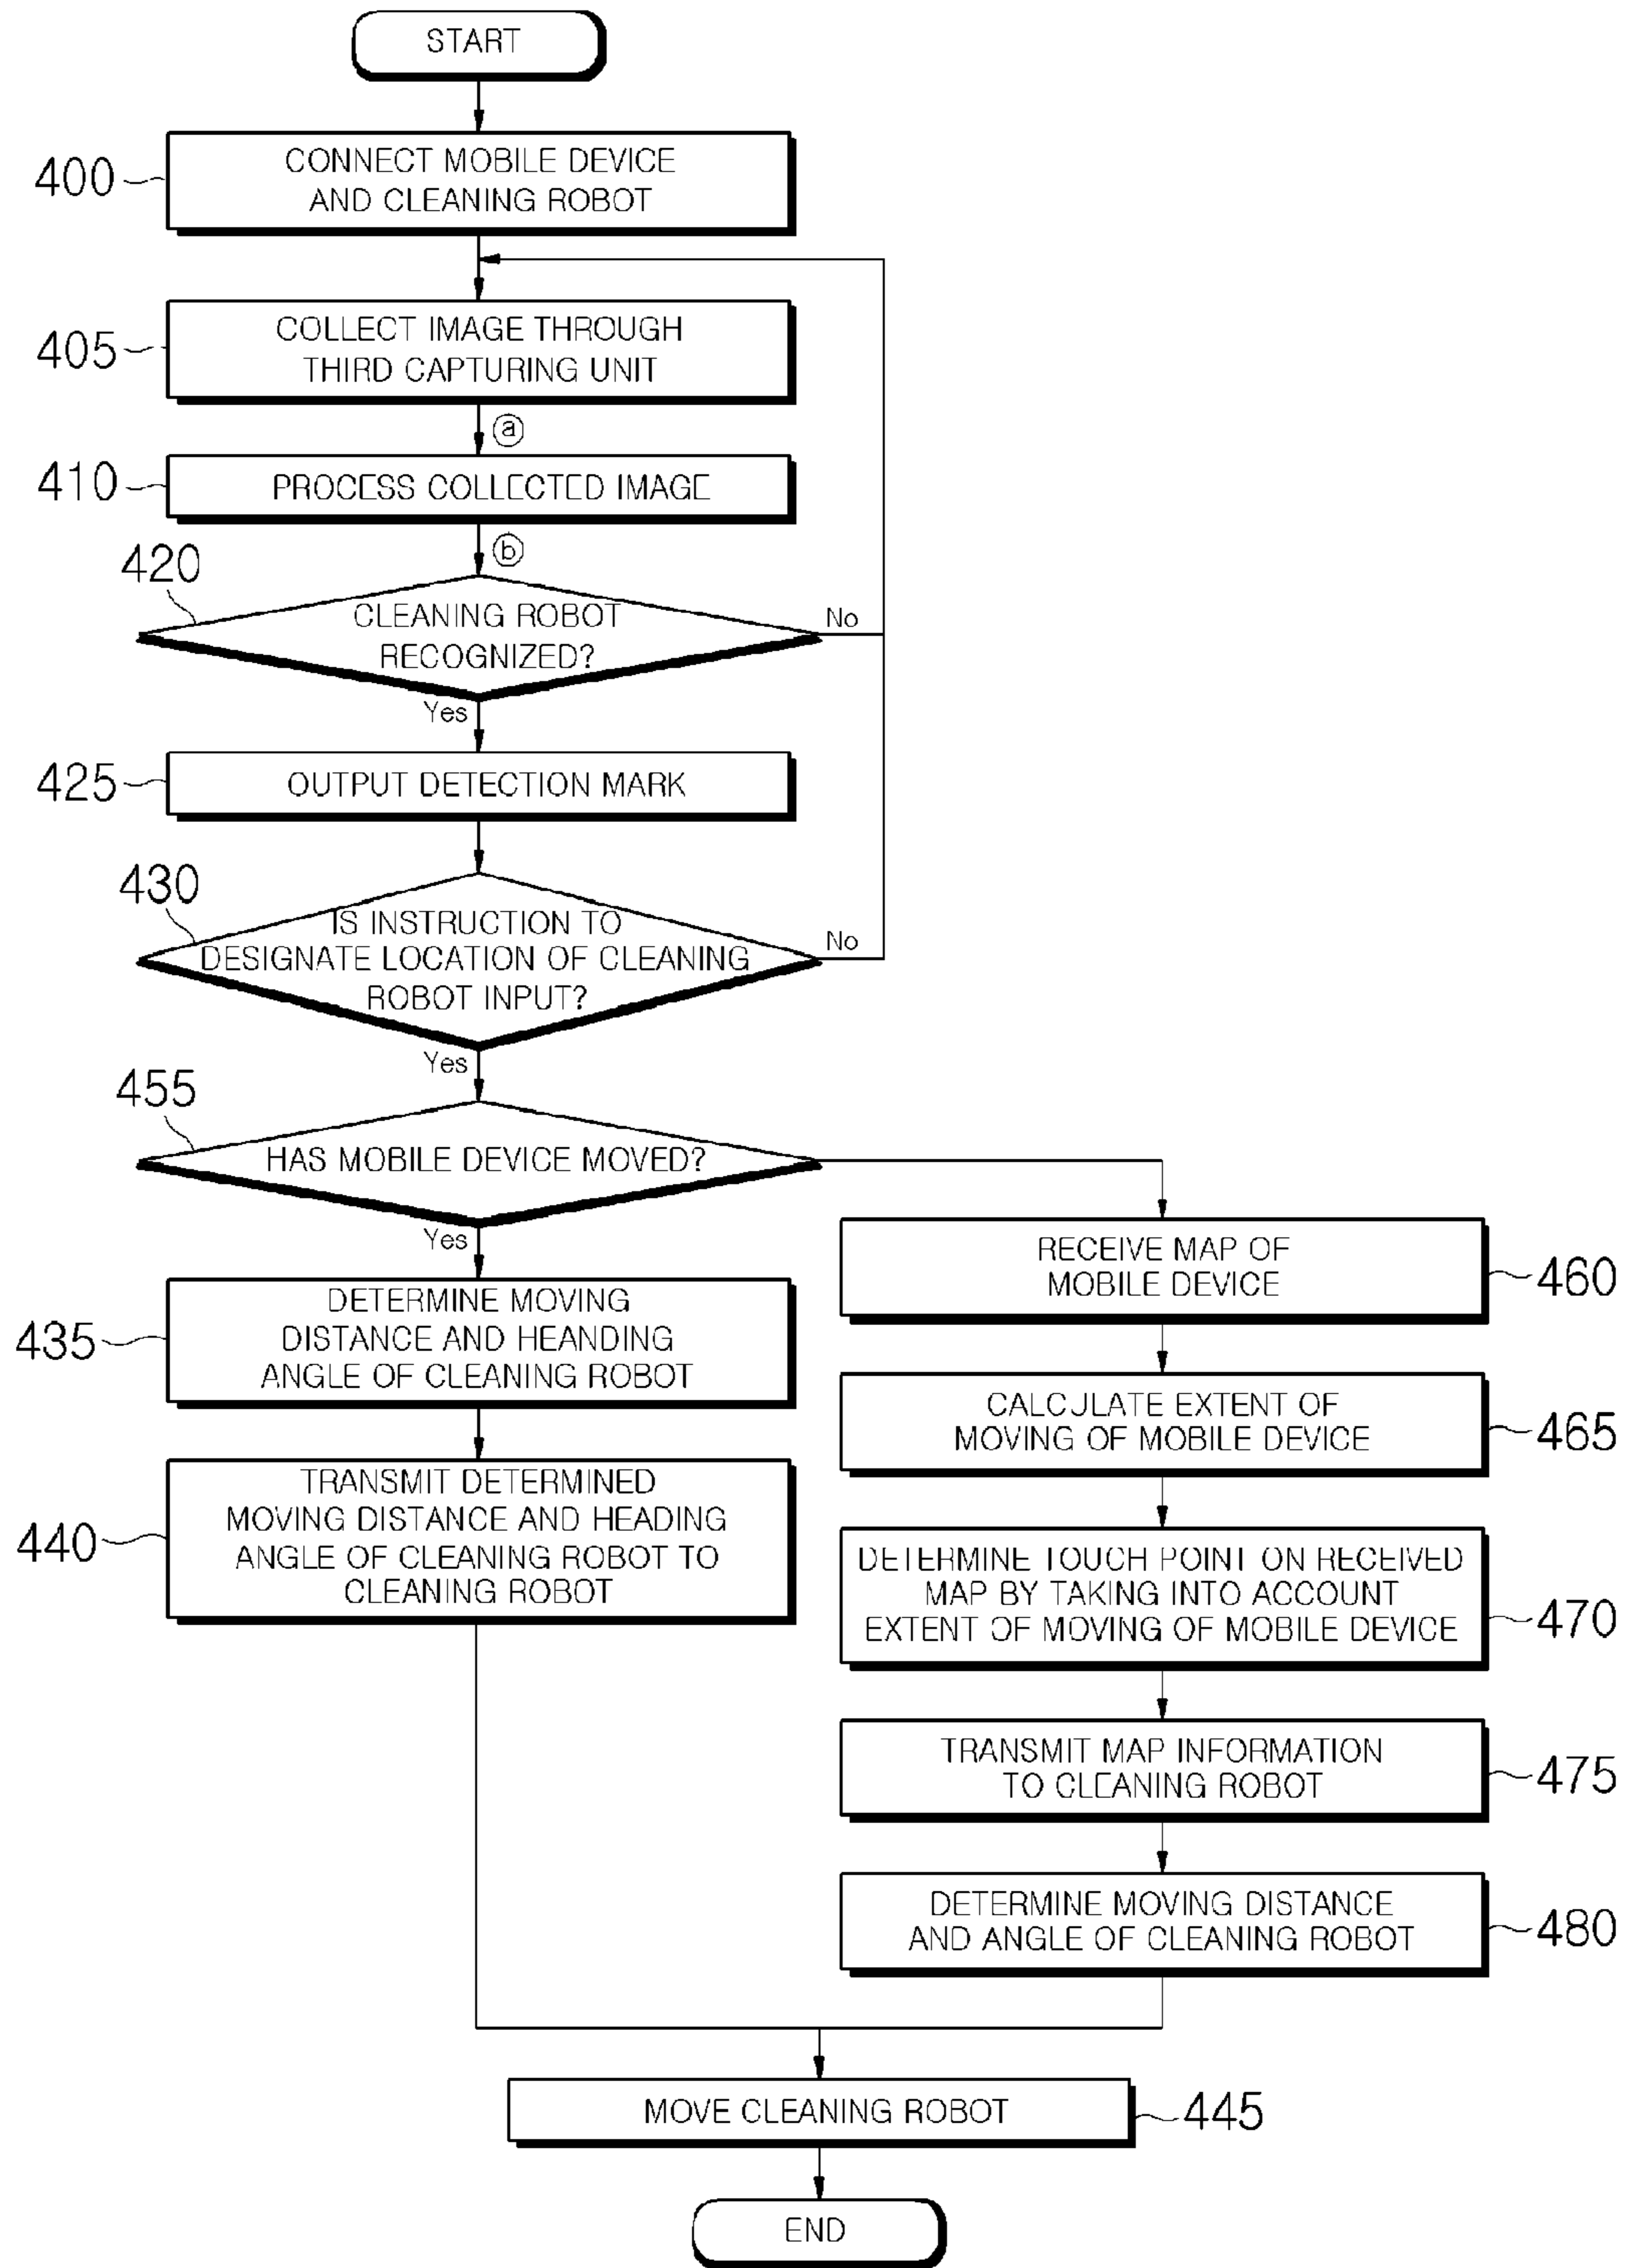 START
400
CONNECT MOBILE DEVICE
AND CLEANING ROBOT
405
COLLECT IMAGE THROUGH
THIRD CAPTURING UNIT
ⓐ
410
PROCESS COLLECTED IMAGE
ⓑ
420
CLEANING ROBOT
RECOGNIZED?
No
Yes
425
OUTPUT DETECTION MARK
430
IS INSTRUCTION TO
DESIGNATE LOCATION OF CLEANING
ROBOT INPUT?
No
Yes
455
HAS MOBILE DEVICE MOVED?
Yes
435
DETERMINE MOVING
DISTANCE AND HEANDING
ANGLE OF CLEANING ROBOT
440
TRANSMIT DETERMINED
MOVING DISTANCE AND HEADING
ANGLE OF CLEANING ROBOT TO
CLEANING ROBOT
RECEIVE MAP OF
MOBILE DEVICE
460
CALCULATE EXTENT OF
MOVING OF MOBILE DEVICE
465
DETERMINE TOUCH POINT ON RECEIVED
MAP BY TAKING INTO ACCOUNT
EXTENT OF MOVING OF MOBILE DEVICE
470
TRANSMIT MAP INFORMATION
TO CLEANING ROBOT
475
DETERMINE MOVING DISTANCE
AND ANGLE OF CLEANING ROBOT
480
MOVE CLEANING ROBOT
445
END